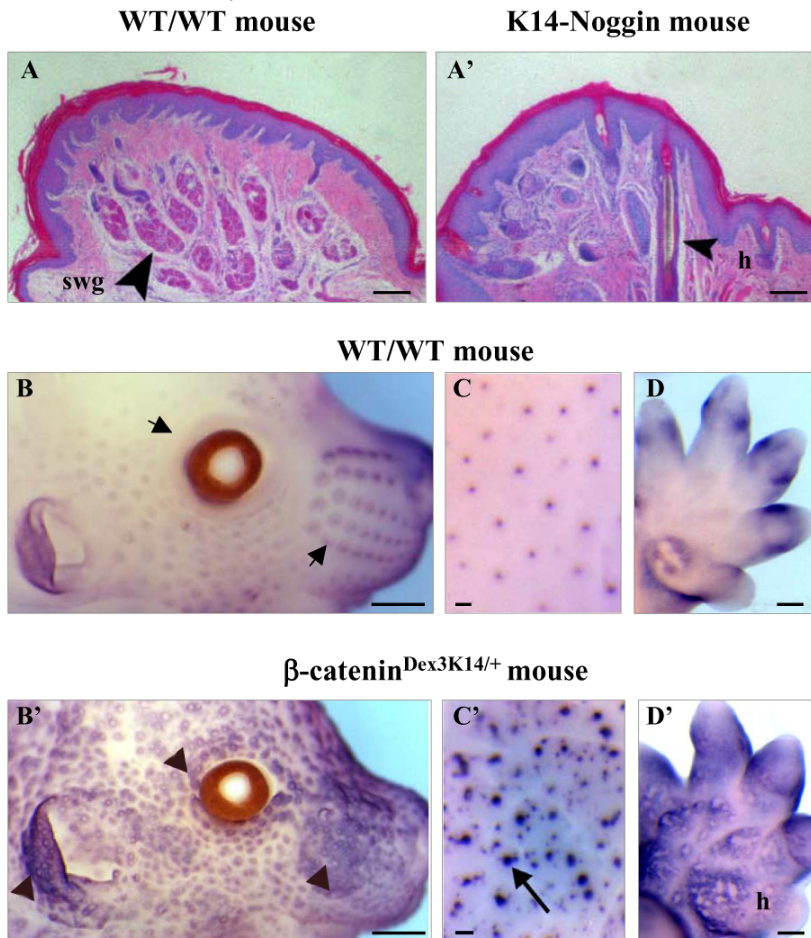 WT/WT mouse K14-Noggin mouse
A A'
swg h
WT/WT mouse
B C D
β-catenin^Dex3K14/+ mouse
B' C' D'
h